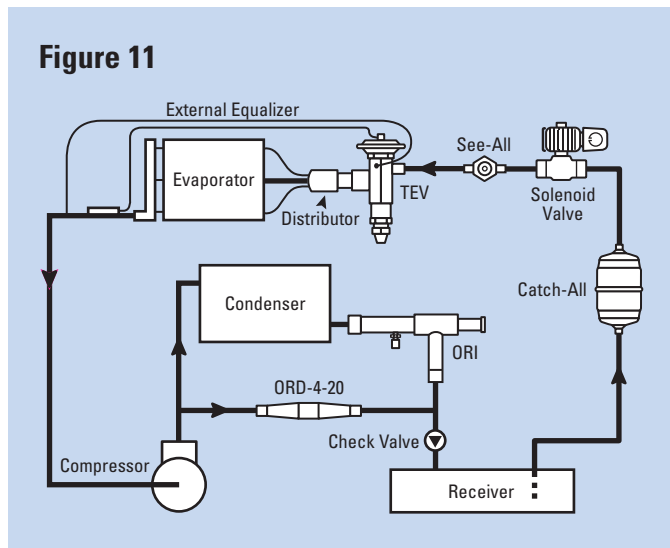 Figure 11
External Equalizer
See-All
Evaporator
TEV
Solenoid
Valve
Distributor
Catch-All
Condenser
ORI
ORD-4-20
Check Valve
Compressor
Receiver